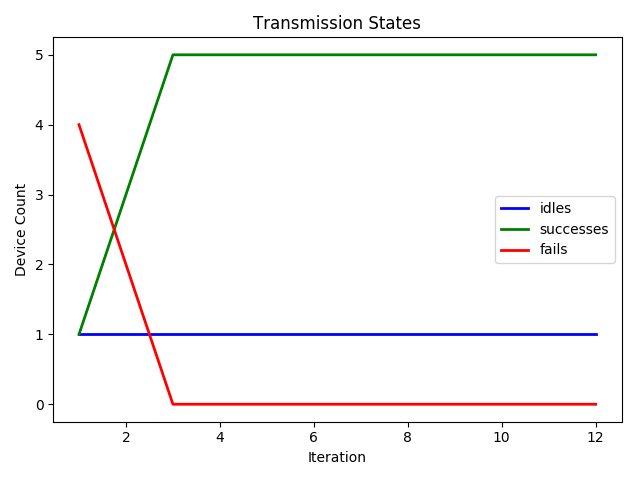 Transmission States
Device Count
5
4
3
2
1
0
idles
successes
fails
2 4 6 8 10 12
Iteration